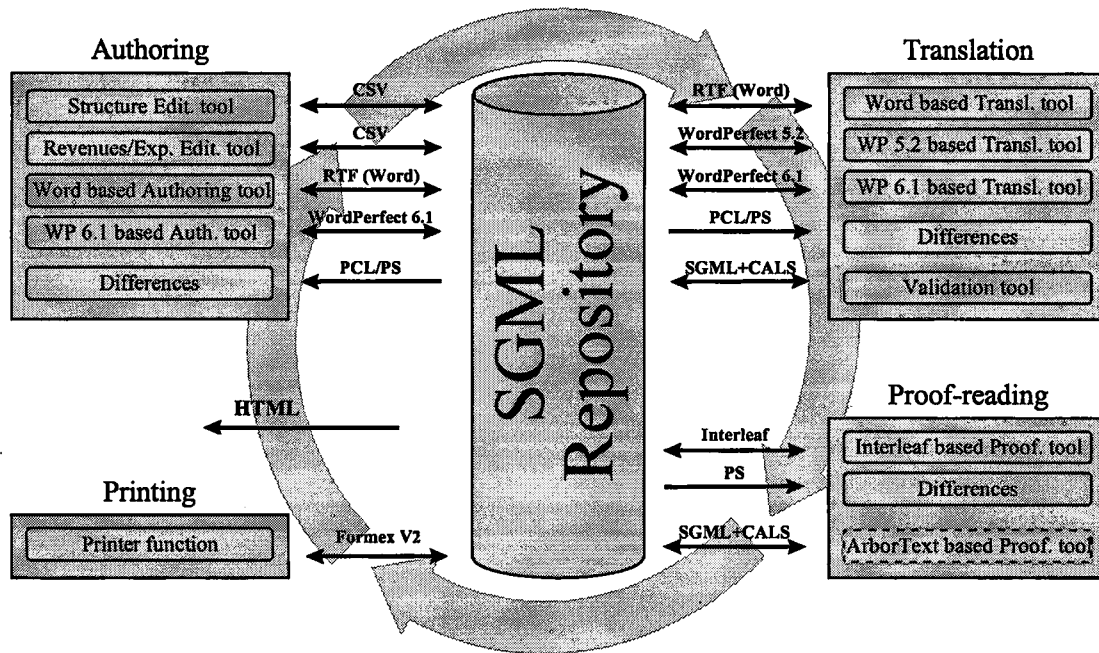 Authoring
Structure Edit. tool
Revenues/Exp. Edit. tool
Word based Authoring tool
WP 6.1 based Auth. tool
Differences
CSV
CSV
RTF (Word)
WordPerfect 6.1
PCL/PS
HTML
Printing
Printer function
Formex V2
SGML
Repository
Translation
RTF (Word)
WordPerfect 5.2
WordPerfect 6.1
PCL/PS
SGML+CALS
Word based Transl. tool
WP 5.2 based Transl. tool
WP 6.1 based Transl. tool
Differences
Validation tool
Proof-reading
Interleaf
PS
SGML+CALS
Interleaf based Proof. tool
Differences
ArborText based Proof. tool